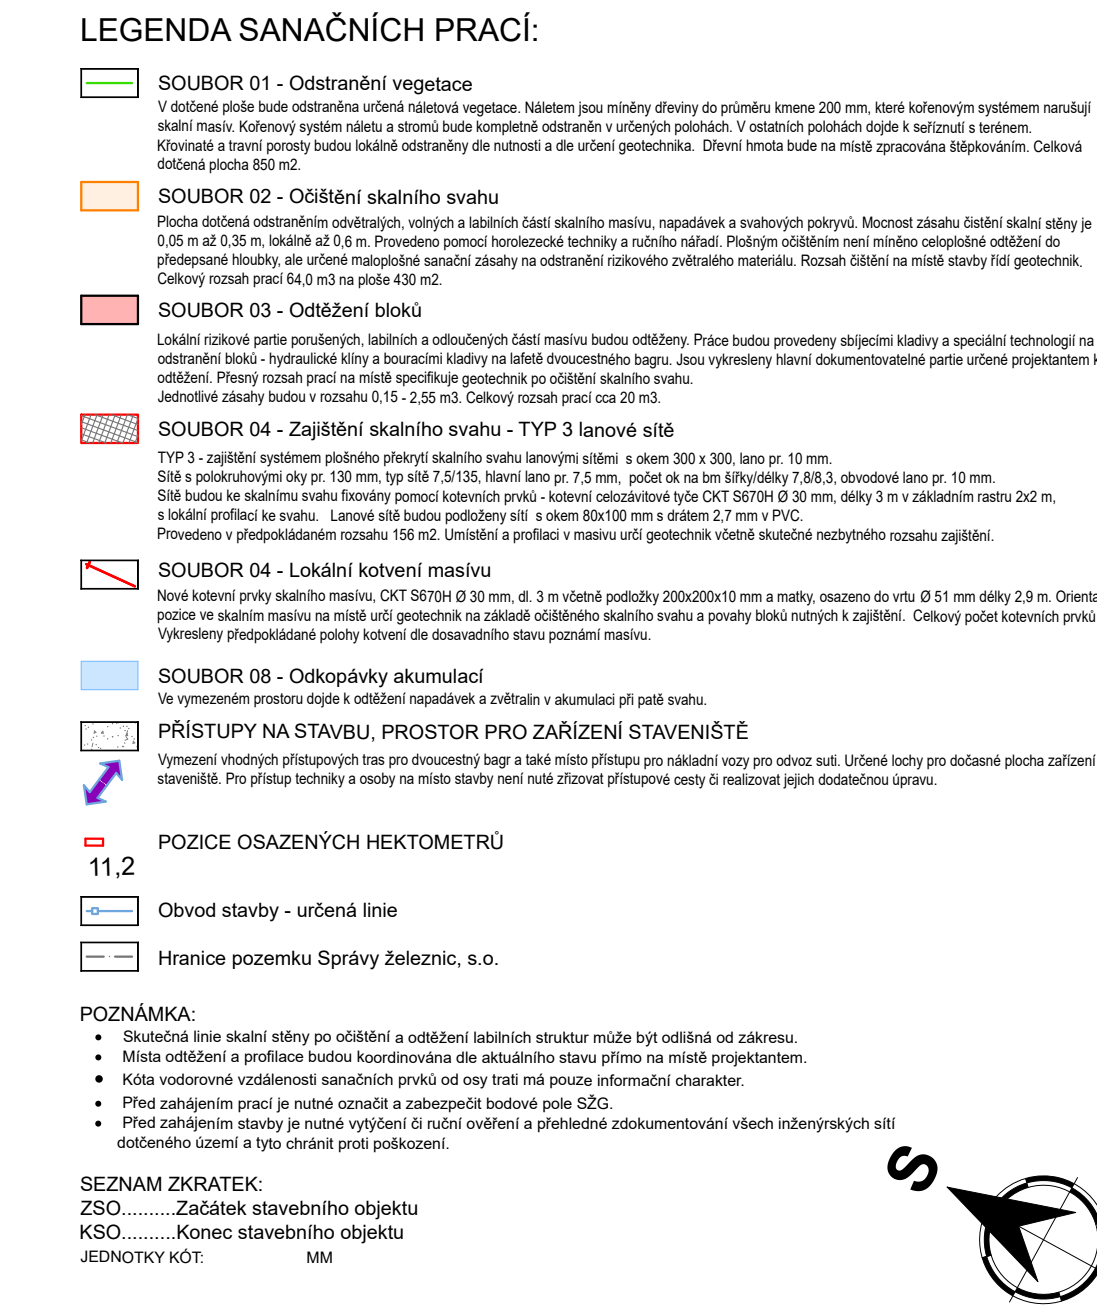 LEGENDA SANAČNÍCH PRACÍ:
SOUBOR 01 - Odstranění vegetace
V dotčené ploše bude odstraněna určená náletová vegetace. Náletem jsou míněny dřeviny do průměru kmene 200 mm, které kořenovým systémem narušují
skalní masív. Kořenový systém náletu a stromů bude kompletně odstraněn v určených polohách. V ostatních polohách dojde k seříznutí s terénem.
Křovinaté a travní porosty budou lokálně odstraněny dle nutnosti a dle určení geotechnika. Dřevní hmota bude na místě zpracována štěpkováním. Celková
dotčená plocha 850 m2.
SOUBOR 02 - Očištění skalního svahu
Plocha dotčená odstraněním odvětralých, volných a labilních částí skalního masívu, napadávek a svahových pokryvů. Mocnost zásahu čistění skalní stěny je
0,05 m až 0,35 m, lokálně až 0,6 m. Provedeno pomocí horolezecké techniky a ručního nářadí. Plošným očištěním není míněno celoplošné odtěžení do
předepsané hloubky, ale určené maloplošné sanační zásahy na odstranění rizikového zvětralého materiálu. Rozsah čištění na místě stavby řídí geotechnik.
Celkový rozsah prací 64,0 m3 na ploše 430 m2.
SOUBOR 03 - Odtěžení bloků
Lokální rizikové partie porušených, labilních a odloučených částí masívu budou odtěženy. Práce budou provedeny sbíjecími kladivy a speciální technologií na
odstranění bloků - hydraulické klíny a bouracími kladivy na lafetě dvoucestného bagru. Jsou vykresleny hlavní dokumentovatelné partie určené projektantem k
odtěžení. Přesný rozsah prací na místě specifikuje geotechnik po očištění skalního svahu.
Jednotlivé zásahy budou v rozsahu 0,15 - 2,55 m3. Celkový rozsah prací cca 20 m3.
SOUBOR 04 - Zajištění skalního svahu - TYP 3 lanové sítě
TYP 3 - zajištění systémem plošného překrytí skalního svahu lanovými sítěmi s okem 300 x 300, lano pr. 10 mm.
Sítě s polokruhovými oky pr. 130 mm, typ sítě 7,5/135, hlavní lano pr. 7,5 mm, počet ok na bm šířky/délky 7,8/8,3, obvodové lano pr. 10 mm.
Sítě budou ke skalnímu svahu fixovány pomocí kotevních prvků - kotevní celozávitové tyče CKT S670H Ø 30 mm, délky 3 m v základním rastru 2x2 m,
s lokální profilací ke svahu. Lanové sítě budou podloženy sítí s okem 80x100 mm s drátem 2,7 mm v PVC.
Provedeno v předpokládaném rozsahu 156 m2. Umístění a profilaci v masivu určí geotechnik včetně skutečné nezbytného rozsahu zajištění.
SOUBOR 04 - Lokální kotvení masívu
Nové kotevní prvky skalního masívu, CKT S670H Ø 30 mm, dl. 3 m včetně podložky 200x200x10 mm a matky, osazeno do vrtu Ø 51 mm délky 2,9 m. Orienta
pozice ve skalním masívu na místě určí geotechnik na základě očištěného skalního svahu a povahy bloků nutných k zajištění. Celkový počet kotevních prvků
Vykresleny předpokládané polohy kotvení dle dosavadního stavu poznámí masívu.
SOUBOR 08 - Odkopávky akumulací
Ve vymezeném prostoru dojde k odtěžení napadávek a zvětralin v akumulaci při patě svahu.
PŘÍSTUPY NA STAVBU, PROSTOR PRO ZAŘÍZENÍ STAVENIŠTĚ
Vymezení vhodných přístupových tras pro dvoucestný bagr a také místo přístupu pro nákladní vozy pro odvoz suti. Určené lochy pro dočasné plocha zařízení
staveniště. Pro přístup techniky a osoby na místo stavby není nuté zřizovat přístupové cesty či realizovat jejich dodatečnou úpravu.
POZICE OSAZENÝCH HEKTOMETRŮ
11,2
Obvod stavby - určená linie
Hranice pozemku Správy železnic, s.o.
POZNÁMKA:
• Skutečná linie skalní stěny po očištění a odtěžení labilních struktur může být odlišná od zákresu.
• Místa odtěžení a profilace budou koordinována dle aktuálního stavu přímo na místě projektantem.
• Kóta vodorovné vzdálenosti sanačních prvků od osy trati má pouze informační charakter.
• Před zahájením prací je nutné označit a zabezpečit bodové pole SŽG.
• Před zahájením stavby je nutné vytýčení či ruční ověření a přehledné zdokumentování všech inženýrských sítí
dotčeného území a tyto chránit proti poškození.
S
SEZNAM ZKRATEK:
ZSO..........Začátek stavebního objektu
KSO..........Konec stavebního objektu
JEDNOTKY KÓT: MM